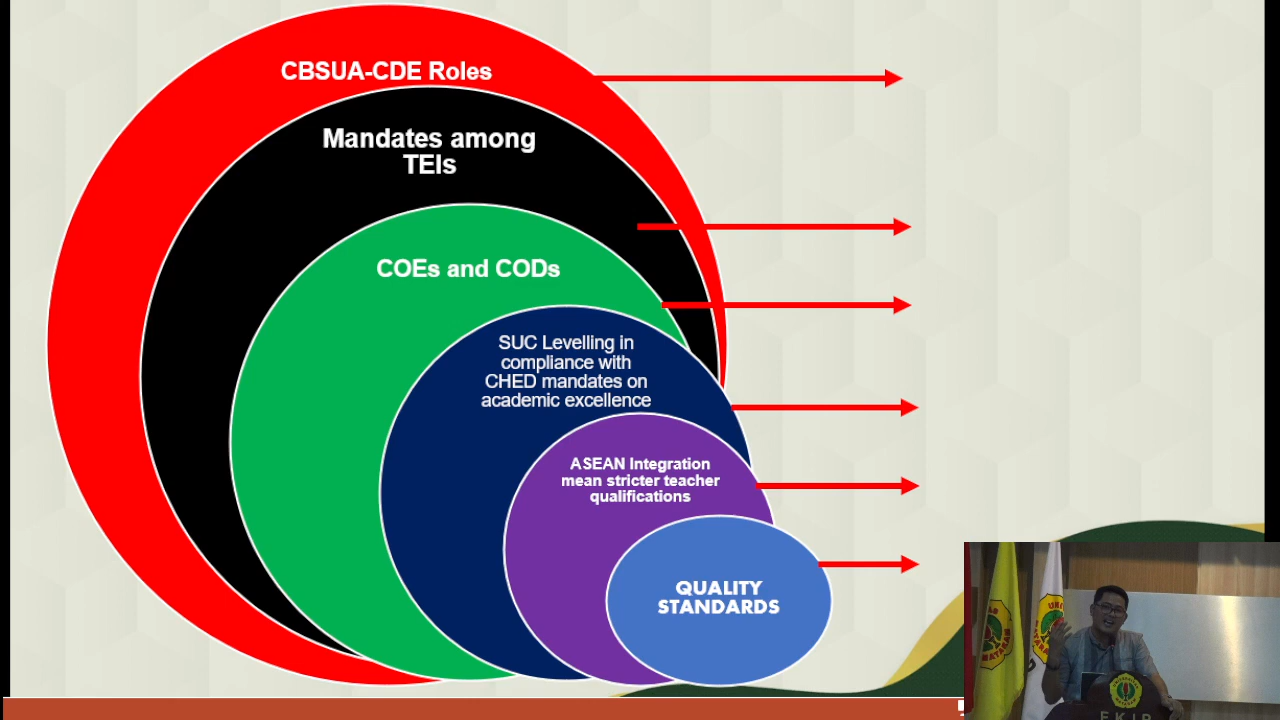 CBSUA-CDE Roles
Mandates among
TEIs
COEs and CODs
SUC Levelling in
compliance with
CHED mandates on
academic excellence
ASEAN Integration
mean stricter teacher
qualifications
QUALITY
STANDARDS
FKIP